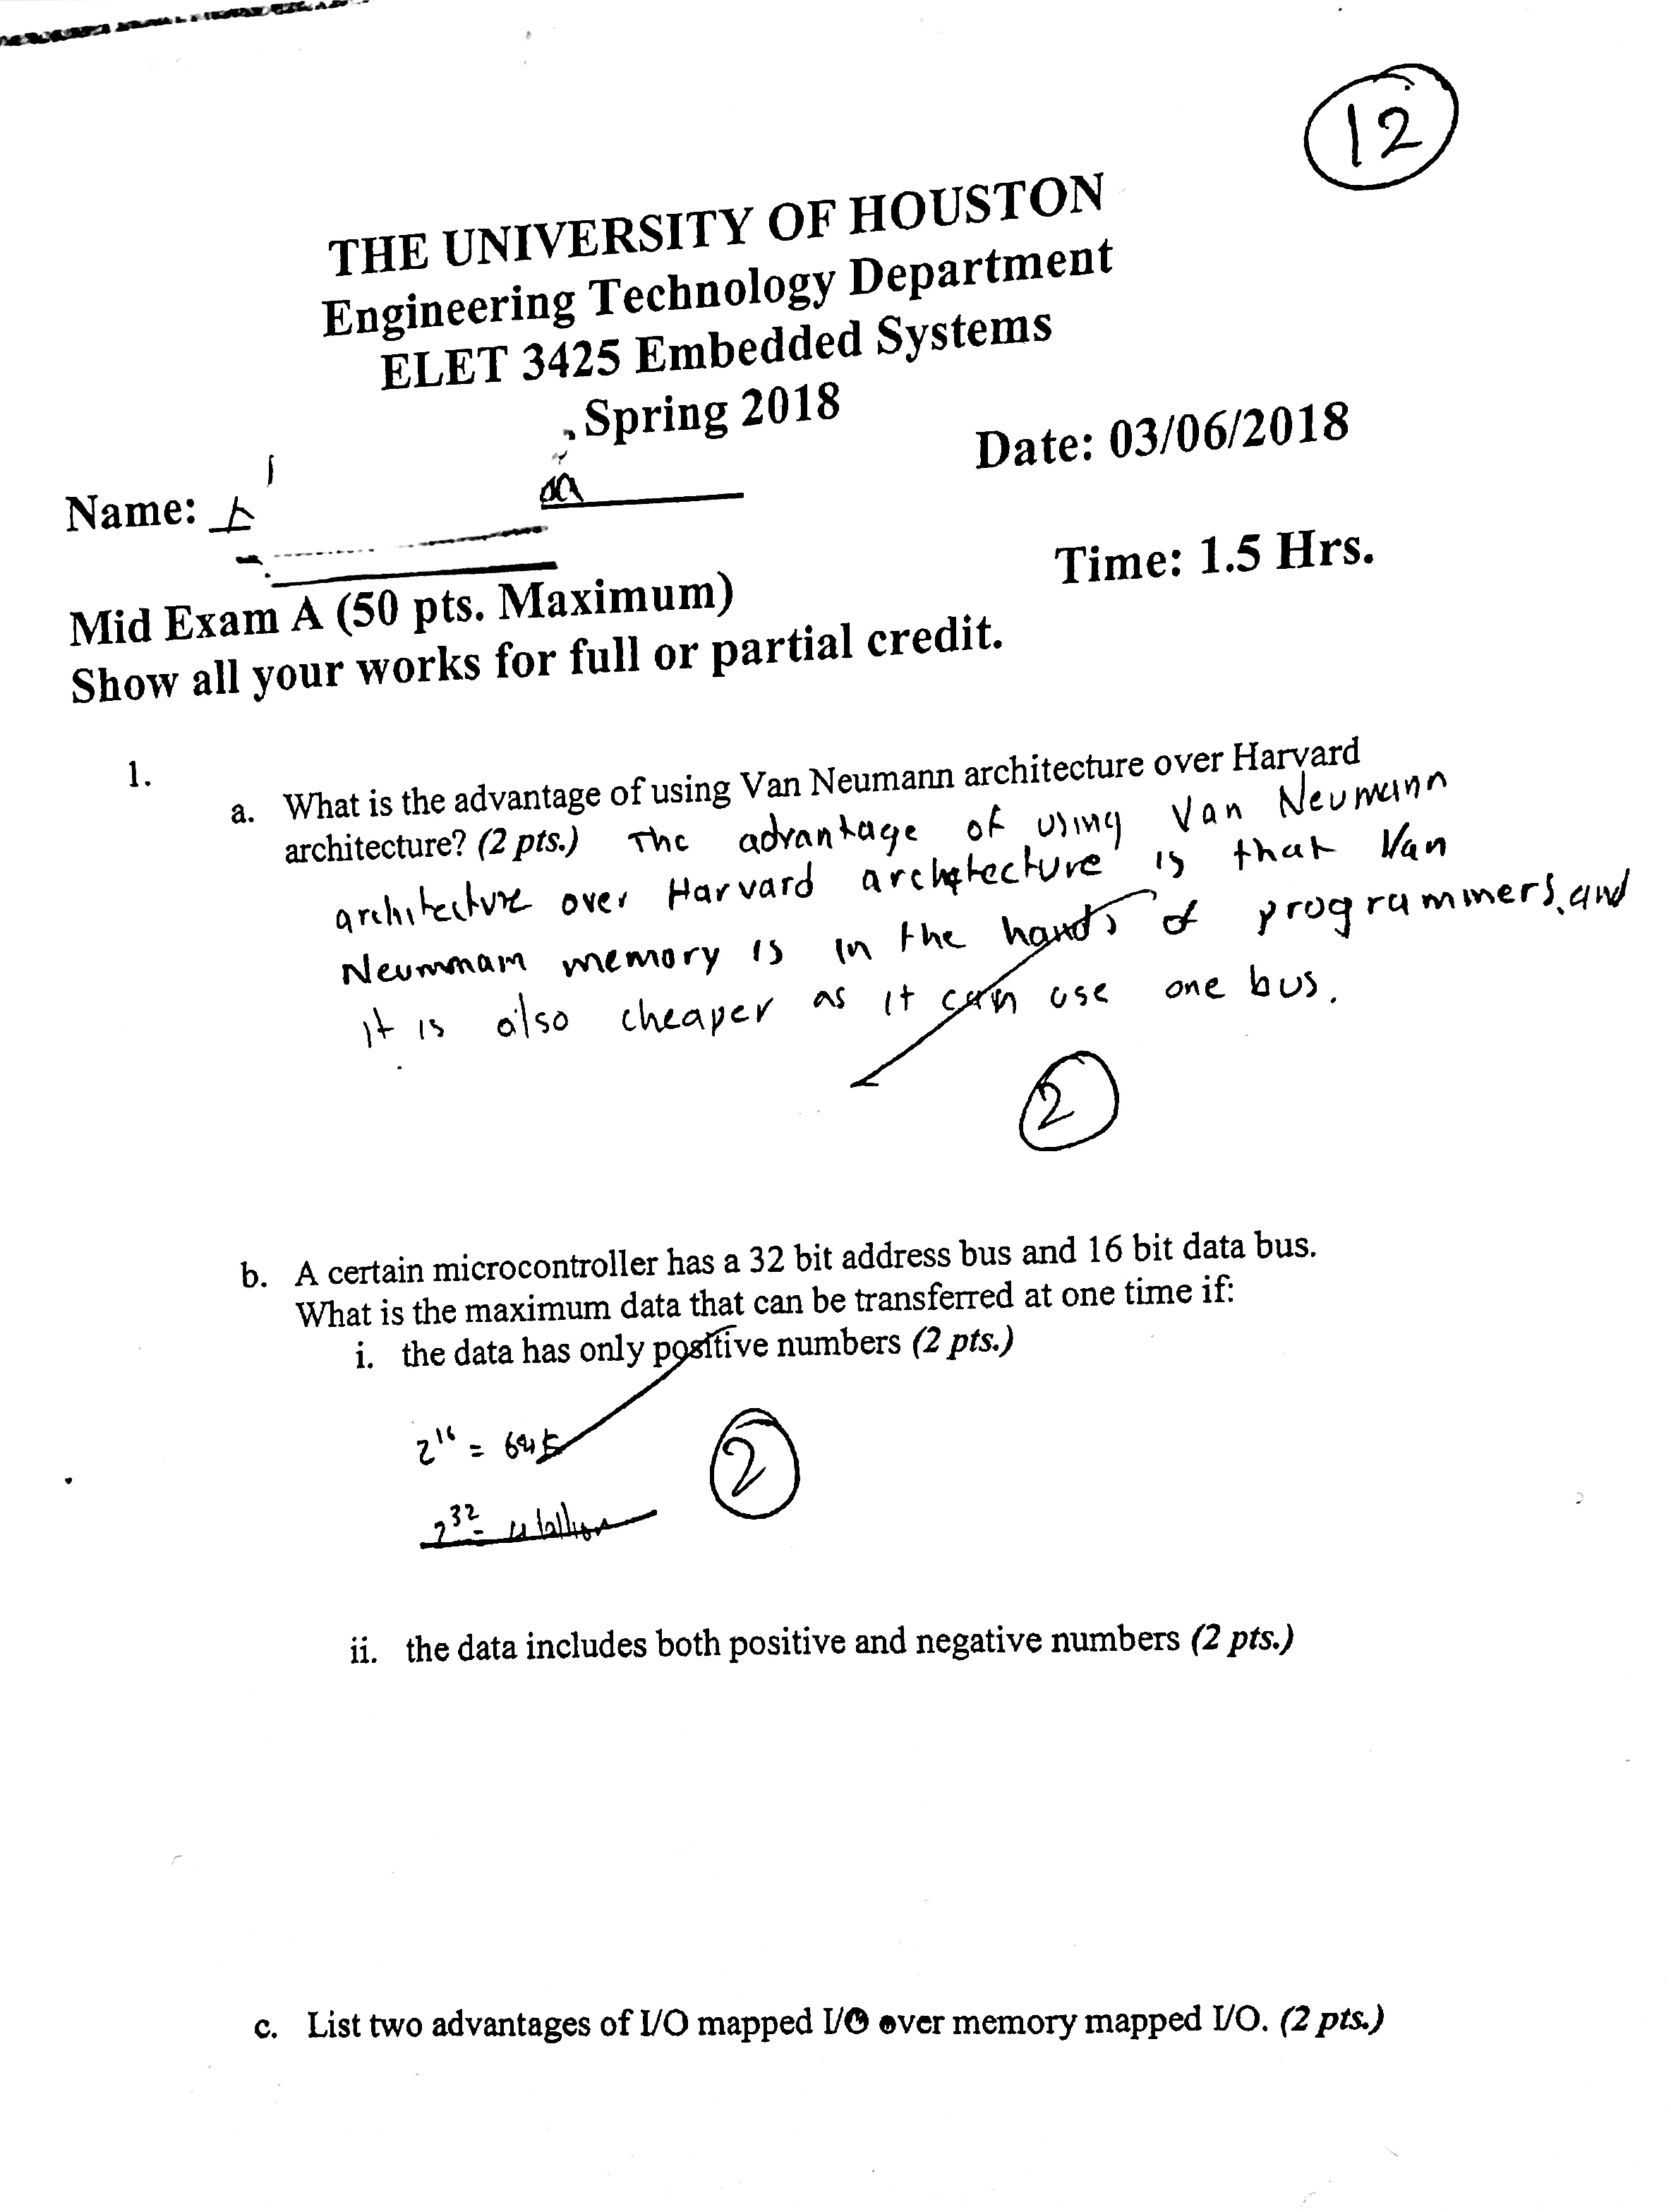 12
THE UNIVERSITY OF HOUSTON
Engineering Technology Department
ELET 3425 Embedded Systems
Spring 2018
Date: 03/06/2018
Name:
Time: 1.5 Hrs.
Mid Exam A (50 pts. Maximum)
Show all your works for full or partial credit.
1.
a. What is the advantage of using Van Neumann architecture over Harvard
architecture? (2 pts.) The advantage of using Van Neumann
architecture over Harvard architecture is that Van
Neummam memory is in the hands of programmers, and
it is also cheaper as it can use one bus.
2
b. A certain microcontroller has a 32 bit address bus and 16 bit data bus.
What is the maximum data that can be transferred at one time if:
i. the data has only positive numbers (2 pts.)
2^16 =
2
2^32 =
ii. the data includes both positive and negative numbers (2 pts.)
c. List two advantages of I/O mapped I/O over memory mapped I/O. (2 pts.)